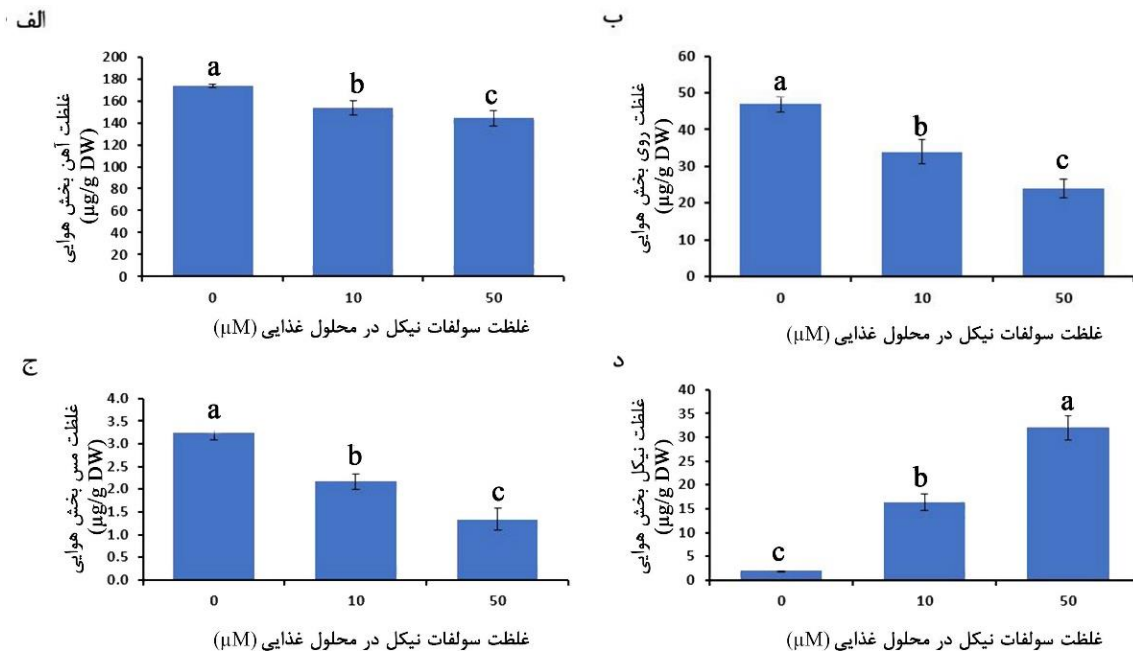 الف
غلظت آهن بخش هوایی
(µg/g DW)
200
180
160
140
120
100
80
60
40
20
0
a
b
c
0 10 50
غلظت سولفات نیکل در محلول غذایی (µM)
ب
غلظت روی بخش هوایی
(µg/g DW)
60
50
40
30
20
10
0
a
b
c
0 10 50
غلظت سولفات نیکل در محلول غذایی (µM)
ج
غلظت مس بخش هوایی
(µg/g DW)
4.0
3.5
3.0
2.5
2.0
1.5
1.0
0.5
0.0
a
b
c
0 10 50
غلظت سولفات نیکل در محلول غذایی (µM)
د
غلظت نیکل بخش هوایی
(µg/g DW)
40
35
30
25
20
15
10
5
0
c
b
a
0 10 50
غلظت سولفات نیکل در محلول غذایی (µM)